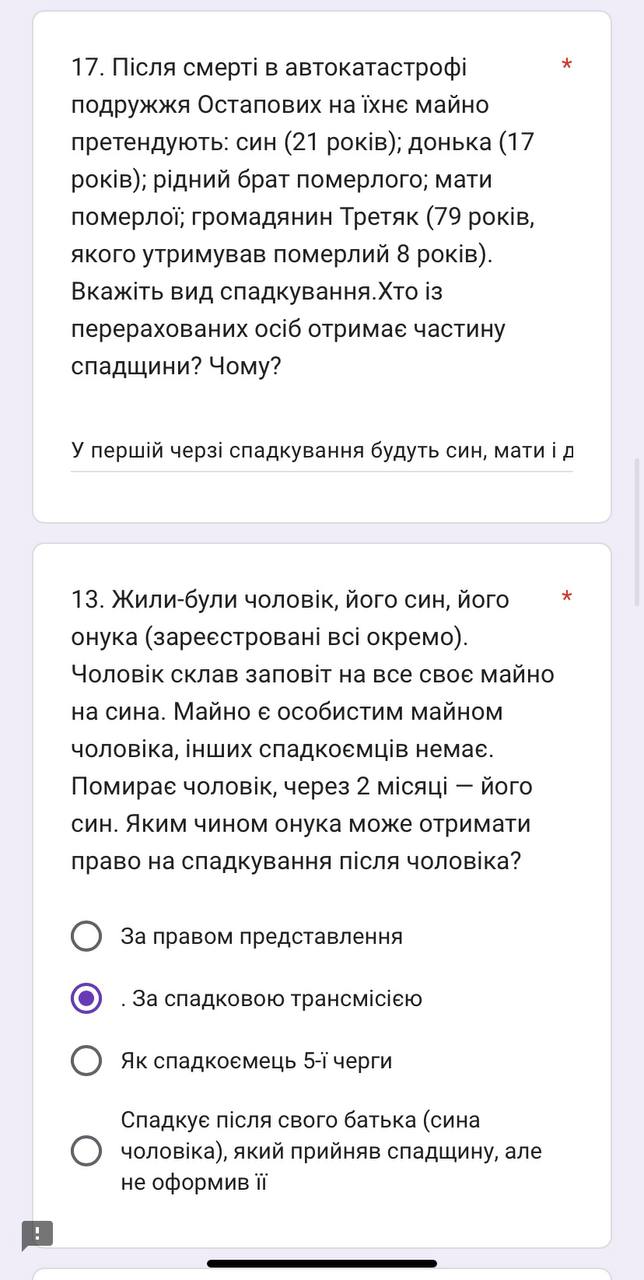 17. Після смерті в автокатастрофі *
подружжя Остапових на їхнє майно
претендують: син (21 років); донька (17
років); рідний брат померлого; мати
померлої; громадянин Третяк (79 років,
якого утримував померлий 8 років).
Вкажіть вид спадкування.Хто із
перерахованих осіб отримає частину
спадщини? Чому?
У першій черзі спадкування будуть син, мати і д
13. Жили-були чоловік, його син, його *
онука (зареєстровані всі окремо).
Чоловік склав заповіт на все своє майно
на сина. Майно є особистим майном
чоловіка, інших спадкоємців немає.
Помирає чоловік, через 2 місяці — його
син. Яким чином онука може отримати
право на спадкування після чоловіка?
За правом представлення
. За спадковою трансмісією
Як спадкоємець 5-ї черги
Спадкує після свого батька (сина
чоловіка), який прийняв спадщину, але
не оформив її